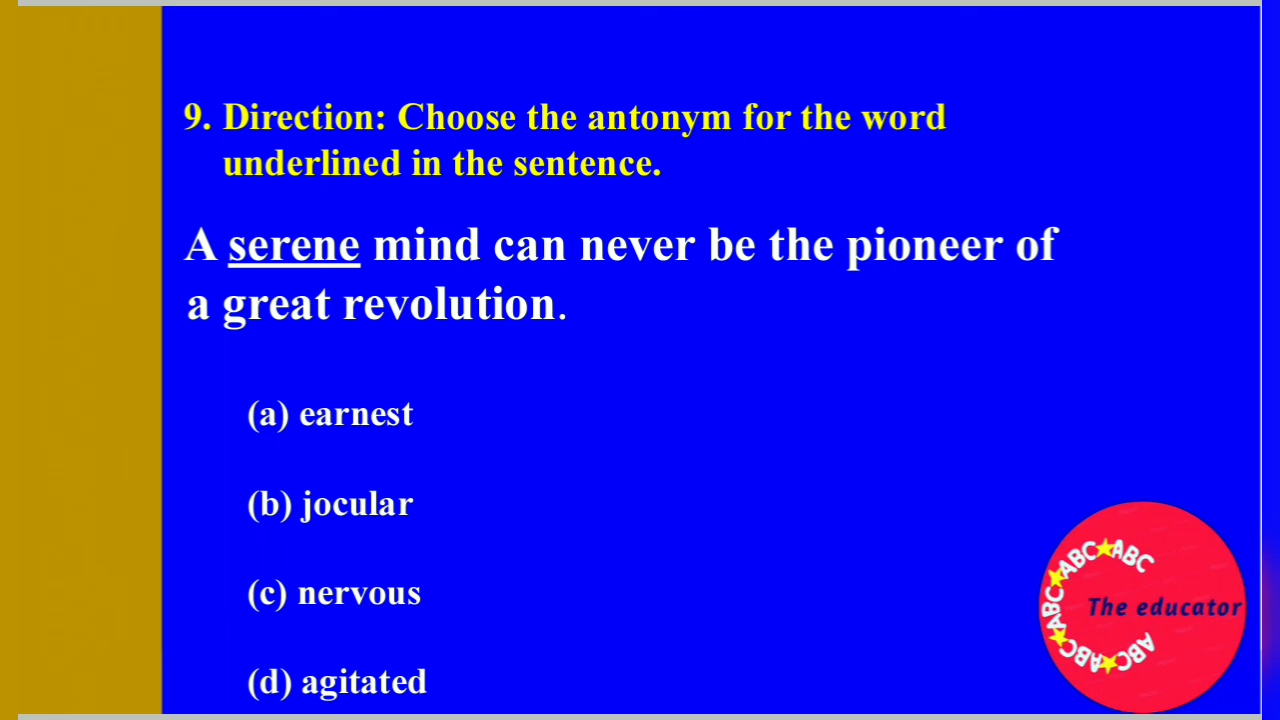 9. Direction: Choose the antonym for the word
underlined in the sentence.
A serene mind can never be the pioneer of
a great revolution.
(a) earnest
(b) jocular
(c) nervous
(d) agitated
ABC★ABC★ABC★ABC★ABC
The educator